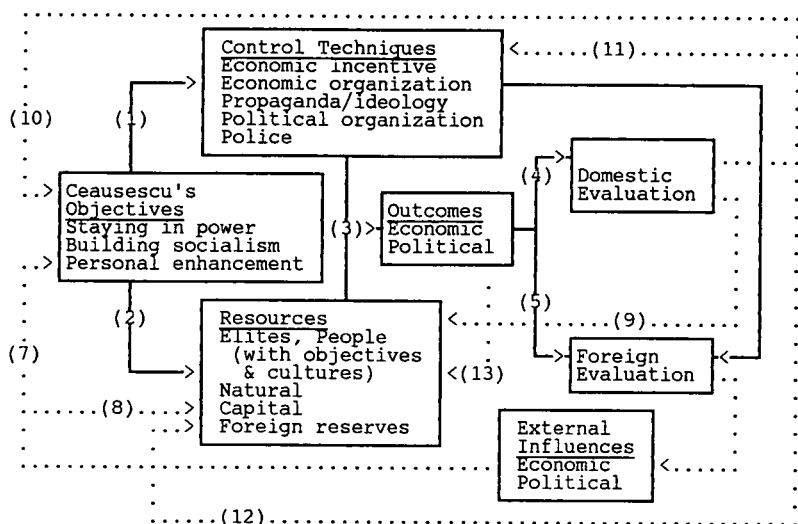 Control Techniques
Economic Incentive
Economic organization
Propaganda/ideology
Political organization
Police
(11)
(10)
(1)
Ceausescu's
Objectives
Staying in power
Building socialism
Personal enhancement
(3)
Outcomes
Economic
Political
(4)
Domestic
Evaluation
(2)
(5)
Resources
Elites, People
(with objectives
& cultures)
Natural
Capital
Foreign reserves
(9)
(7)
(13)
(8)
Foreign
Evaluation
External
Influences
Economic
Political
(12)